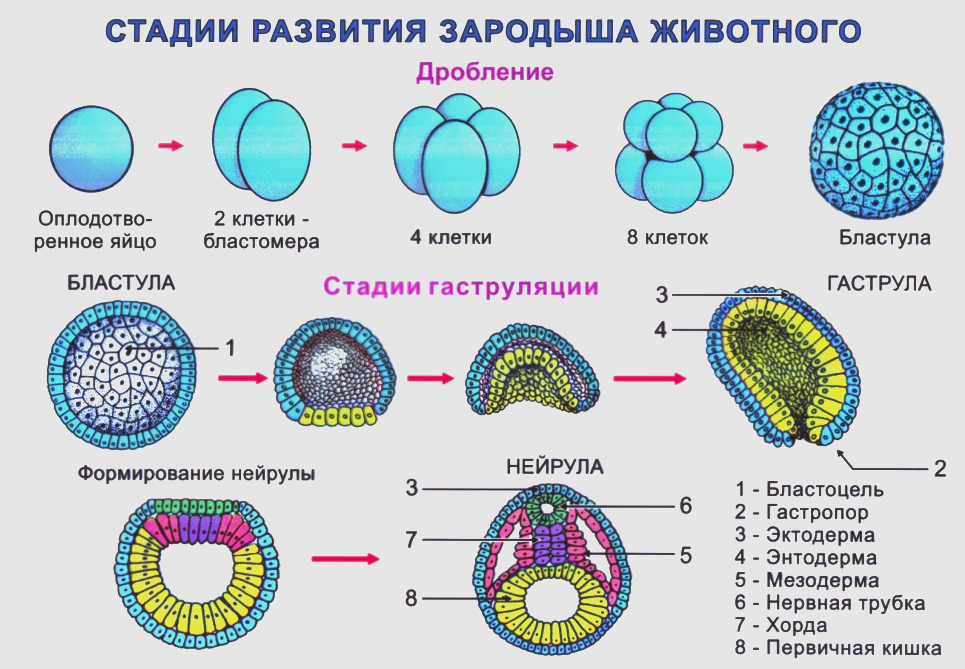 СТАДИИ РАЗВИТИЯ ЗАРОДЫША ЖИВОТНОГО
Дробление
Оплодотво-
ренное яйцо
2 клетки -
бластомера
4 клетки
8 клеток
Бластула
БЛАСТУЛА
Стадии гаструляции
ГАСТРУЛА
1
3
4
2
Формирование нейрулы
НЕЙРУЛА
3
6
7
5
8
1 - Бластоцель
2 - Гастропор
3 - Эктодерма
4 - Энтодерма
5 - Мезодерма
6 - Нервная трубка
7 - Хорда
8 - Первичная кишка